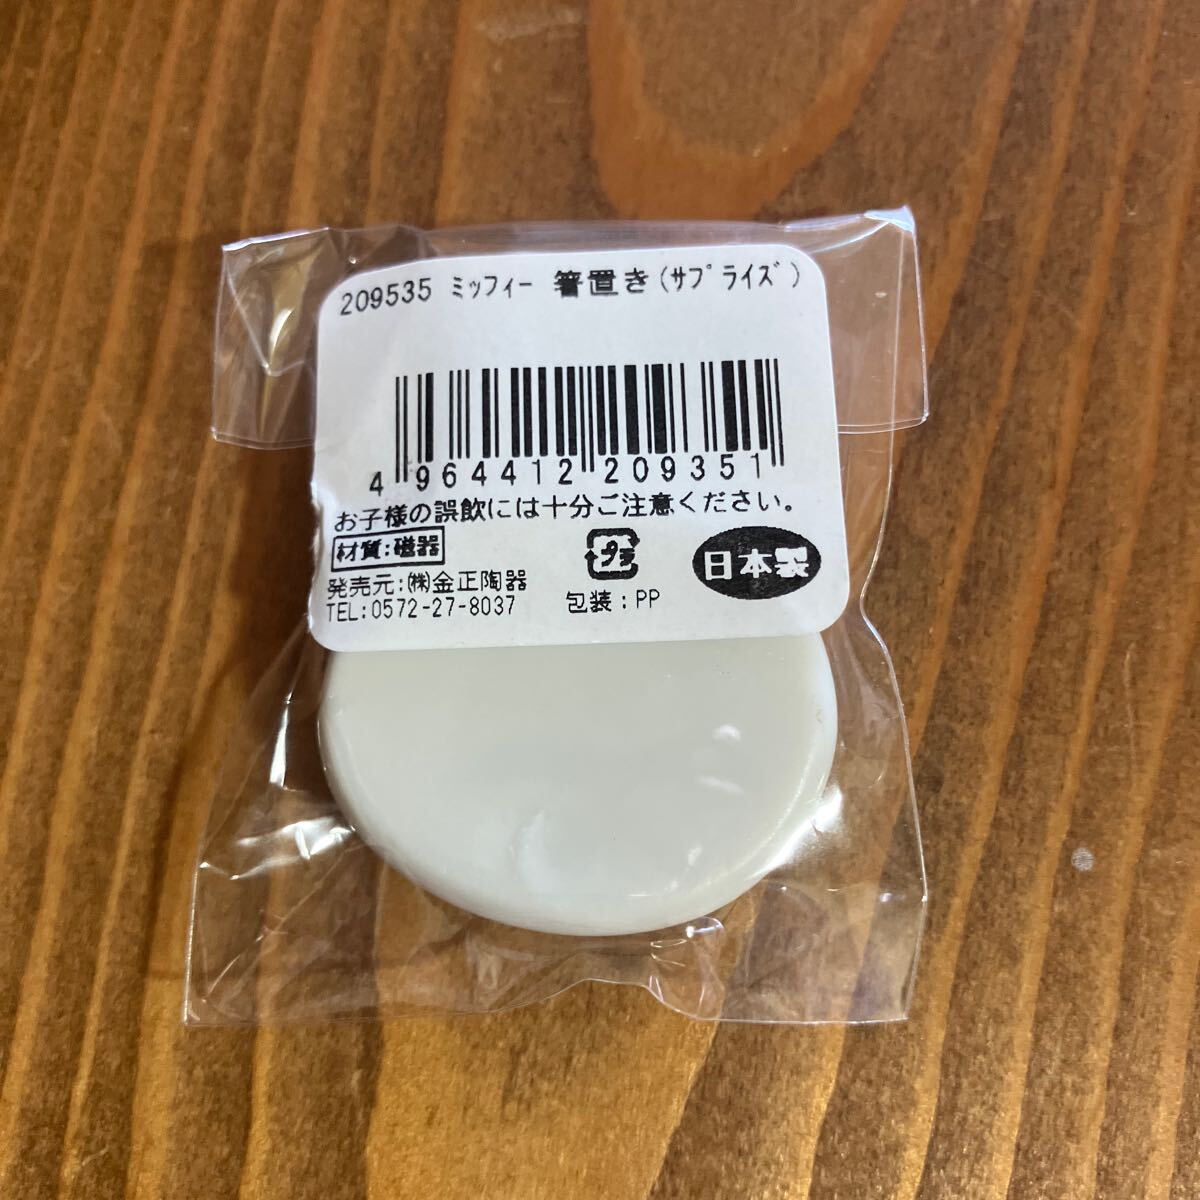 209535 ミッフィー 箸置き(サプライズ)
4 964412 209351
お子様の誤飲には十分ご注意ください。
材質:磁器
発売元:㈱金正陶器
TEL:0572-27-8037
プラ
包装:PP
日本製